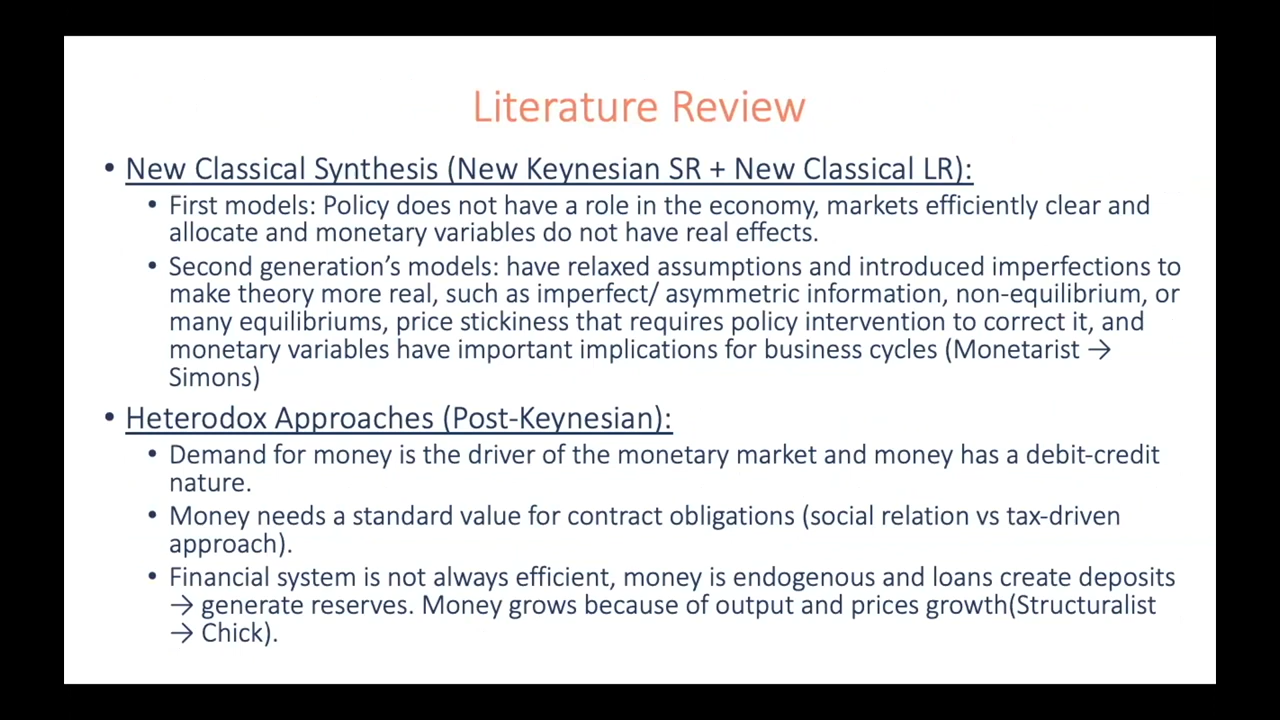 Literature Review
• New Classical Synthesis (New Keynesian SR + New Classical LR):
• First models: Policy does not have a role in the economy, markets efficiently clear and
allocate and monetary variables do not have real effects.
• Second generation’s models: have relaxed assumptions and introduced imperfections to
make theory more real, such as imperfect/ asymmetric information, non-equilibrium, or
many equilibriums, price stickiness that requires policy intervention to correct it, and
monetary variables have important implications for business cycles (Monetarist →
Simons)
• Heterodox Approaches (Post-Keynesian):
• Demand for money is the driver of the monetary market and money has a debit-credit
nature.
• Money needs a standard value for contract obligations (social relation vs tax-driven
approach).
• Financial system is not always efficient, money is endogenous and loans create deposits
→ generate reserves. Money grows because of output and prices growth(Structuralist
→ Chick).